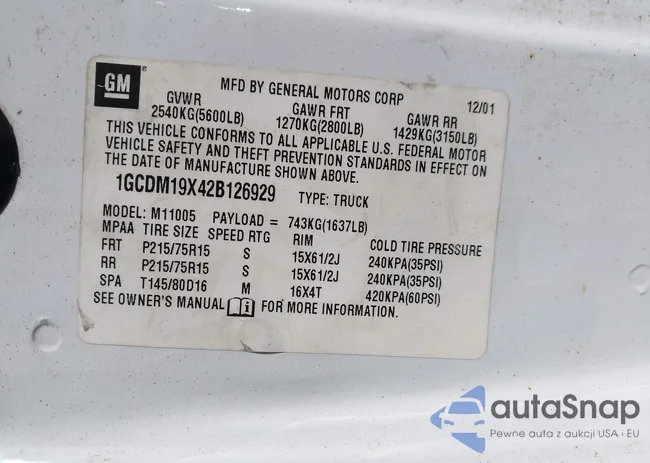 GM
MFD BY GENERAL MOTORS CORP 12/01
GVWR GAWR FRT GAWR RR
2540KG(5600LB) 1270KG(2800LB) 1429KG(3150LB)
THIS VEHICLE CONFORMS TO ALL APPLICABLE U.S. FEDERAL MOTOR
VEHICLE SAFETY AND THEFT PREVENTION STANDARDS IN EFFECT ON
THE DATE OF MANUFACTURE SHOWN ABOVE.
1GCDM19X42B126929 TYPE: TRUCK
MODEL: M11005 PAYLOAD = 743KG(1637LB)
MPAA TIRE SIZE SPEED RTG RIM COLD TIRE PRESSURE
FRT P215/75R15 S 15X61/2J 240KPA(35PSI)
RR P215/75R15 S 15X61/2J 240KPA(35PSI)
SPA T145/80D16 M 16X4T 420KPA(60PSI)
SEE OWNER'S MANUAL i FOR MORE INFORMATION.
autaSnap
Pewne auta z aukcji USA i EU